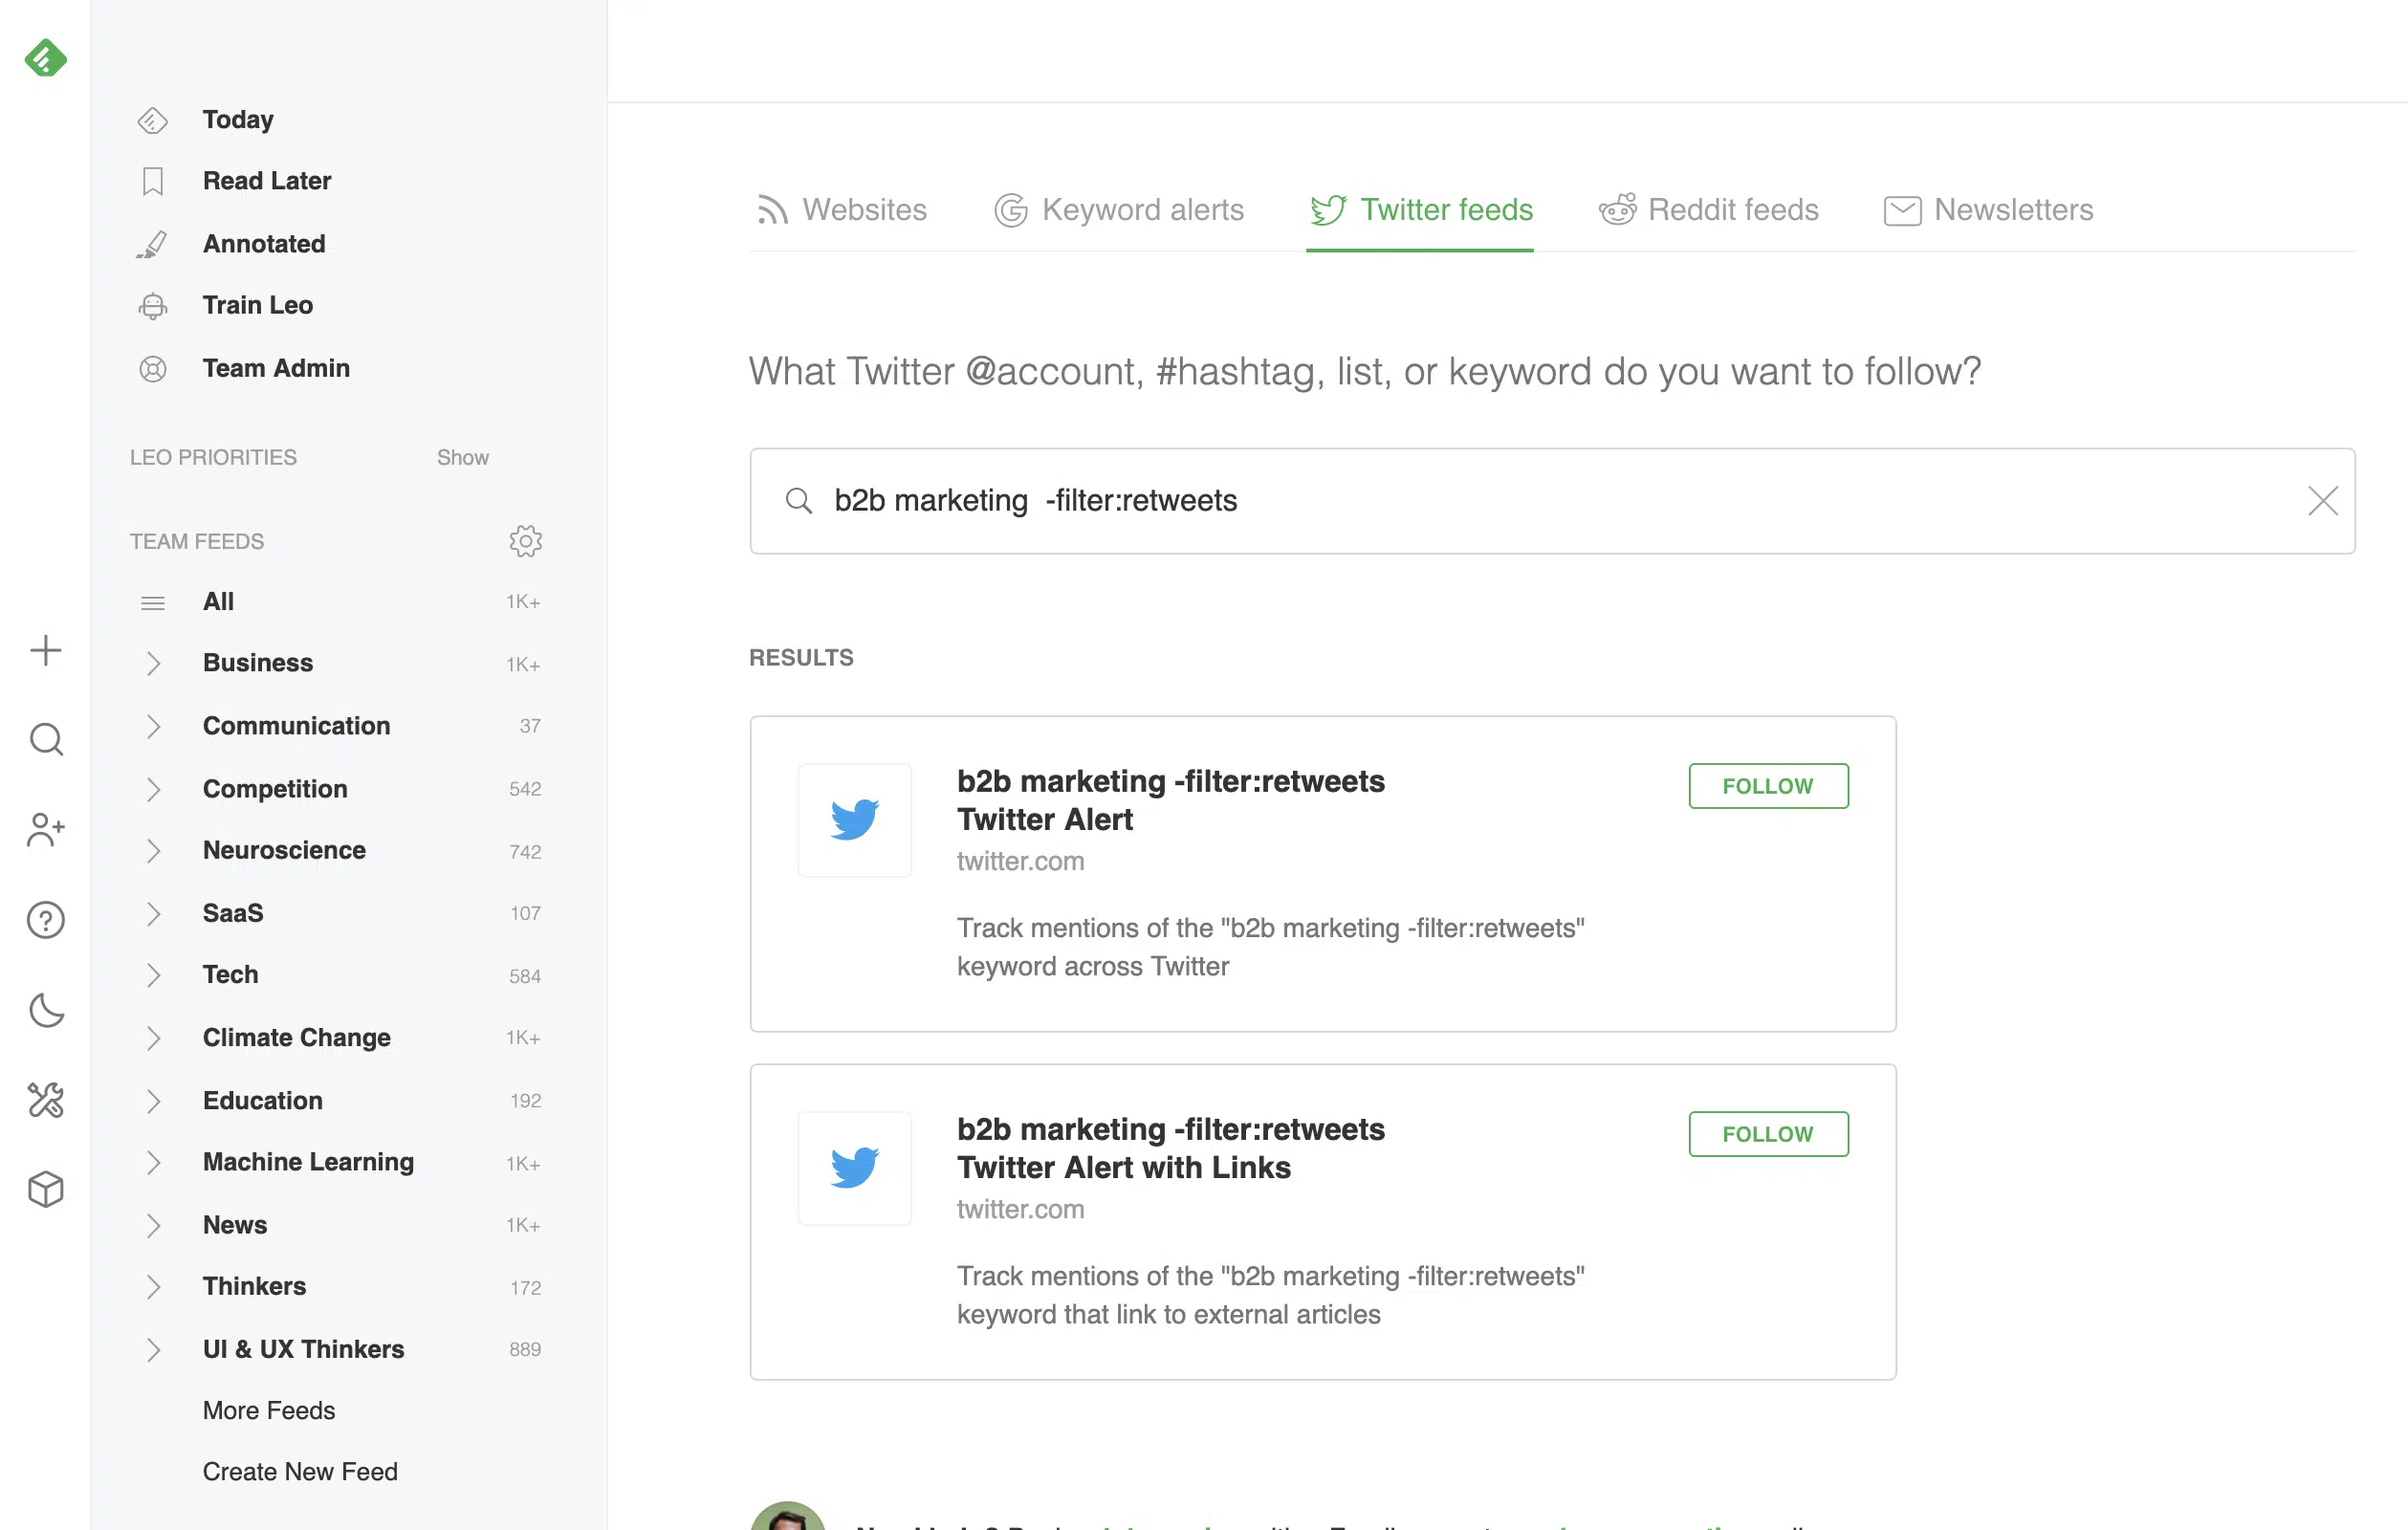 Today
Read Later
Annotated
Train Leo
Team Admin
LEO PRIORITIES Show
TEAM FEEDS
All 1K+
Business 1K+
Communication 37
Competition 542
Neuroscience 742
SaaS 107
Tech 584
Climate Change 1K+
Education 192
Machine Learning 1K+
News 1K+
Thinkers 172
UI & UX Thinkers 889
More Feeds
Create New Feed
Websites Keyword alerts Twitter feeds Reddit feeds Newsletters
What Twitter @account, #hashtag, list, or keyword do you want to follow?
b2b marketing  -filter:retweets
RESULTS
b2b marketing -filter:retweets
Twitter Alert
FOLLOW
twitter.com
Track mentions of the "b2b marketing -filter:retweets"
keyword across Twitter
b2b marketing -filter:retweets
Twitter Alert with Links
FOLLOW
twitter.com
Track mentions of the "b2b marketing -filter:retweets"
keyword that link to external articles